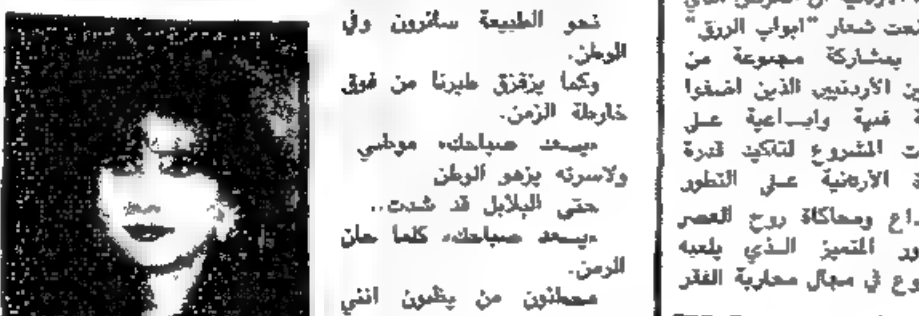 نحو الطبيعة سائرون وفي
الوطن.
وكما يزقزق طيرنا من فوق
خارطة الزمن.
«يسعد صباحك» موطني
ولاسرته يزهو الوطن
حتى البلابل قد شدت..
«يسعد صباحك» كلما حان
الزمن.
من يظنون انني
شعار "ابواب الرزق"
بمشاركة مجموعة من
الأردنيين الذين اضفوا
فنية وابداعية على
المشروع لتأكيد قدرة
الأردنية على التطور
ومحاكاة روح العصر
المتميز الذي يلعبه
في مجال محاربة الفقر